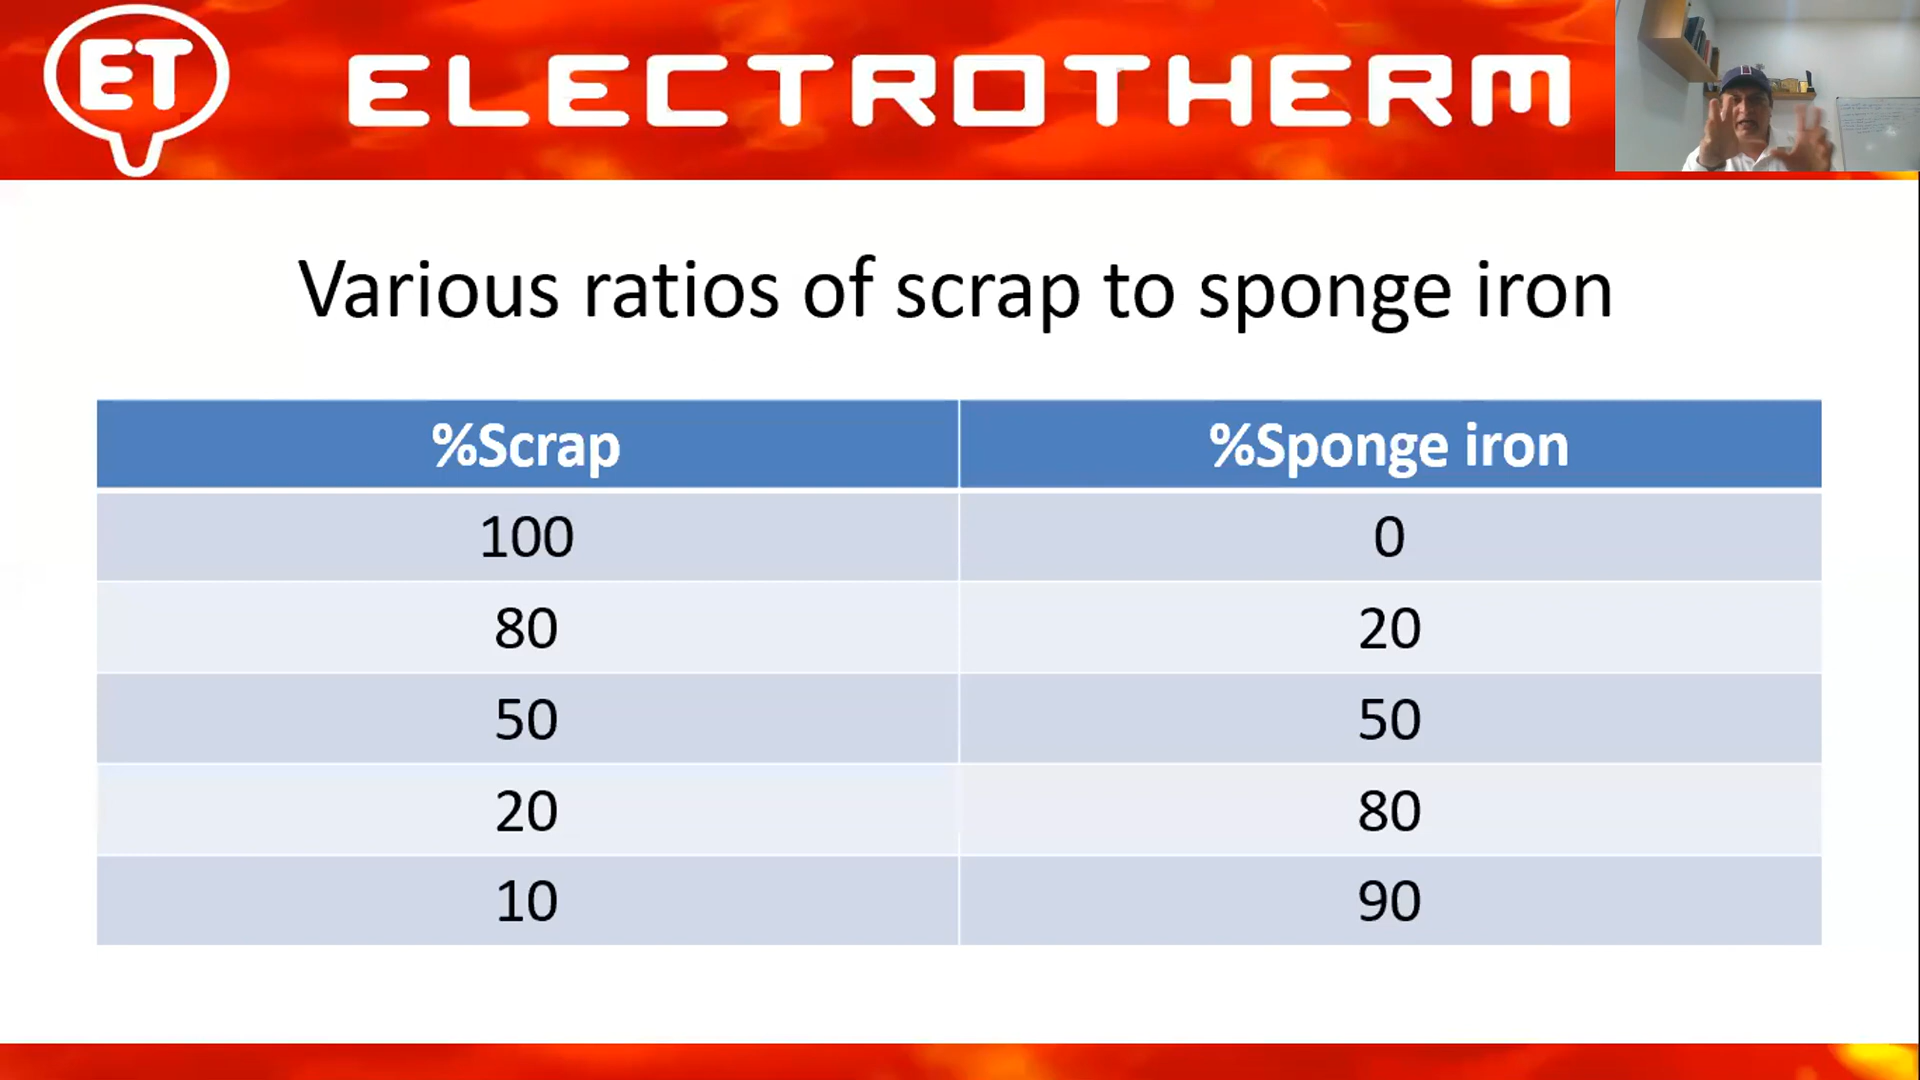 ET ELECTROTHERM
Various ratios of scrap to sponge iron
%Scrap %Sponge iron
100 0
80 20
50 50
20 80
10 90